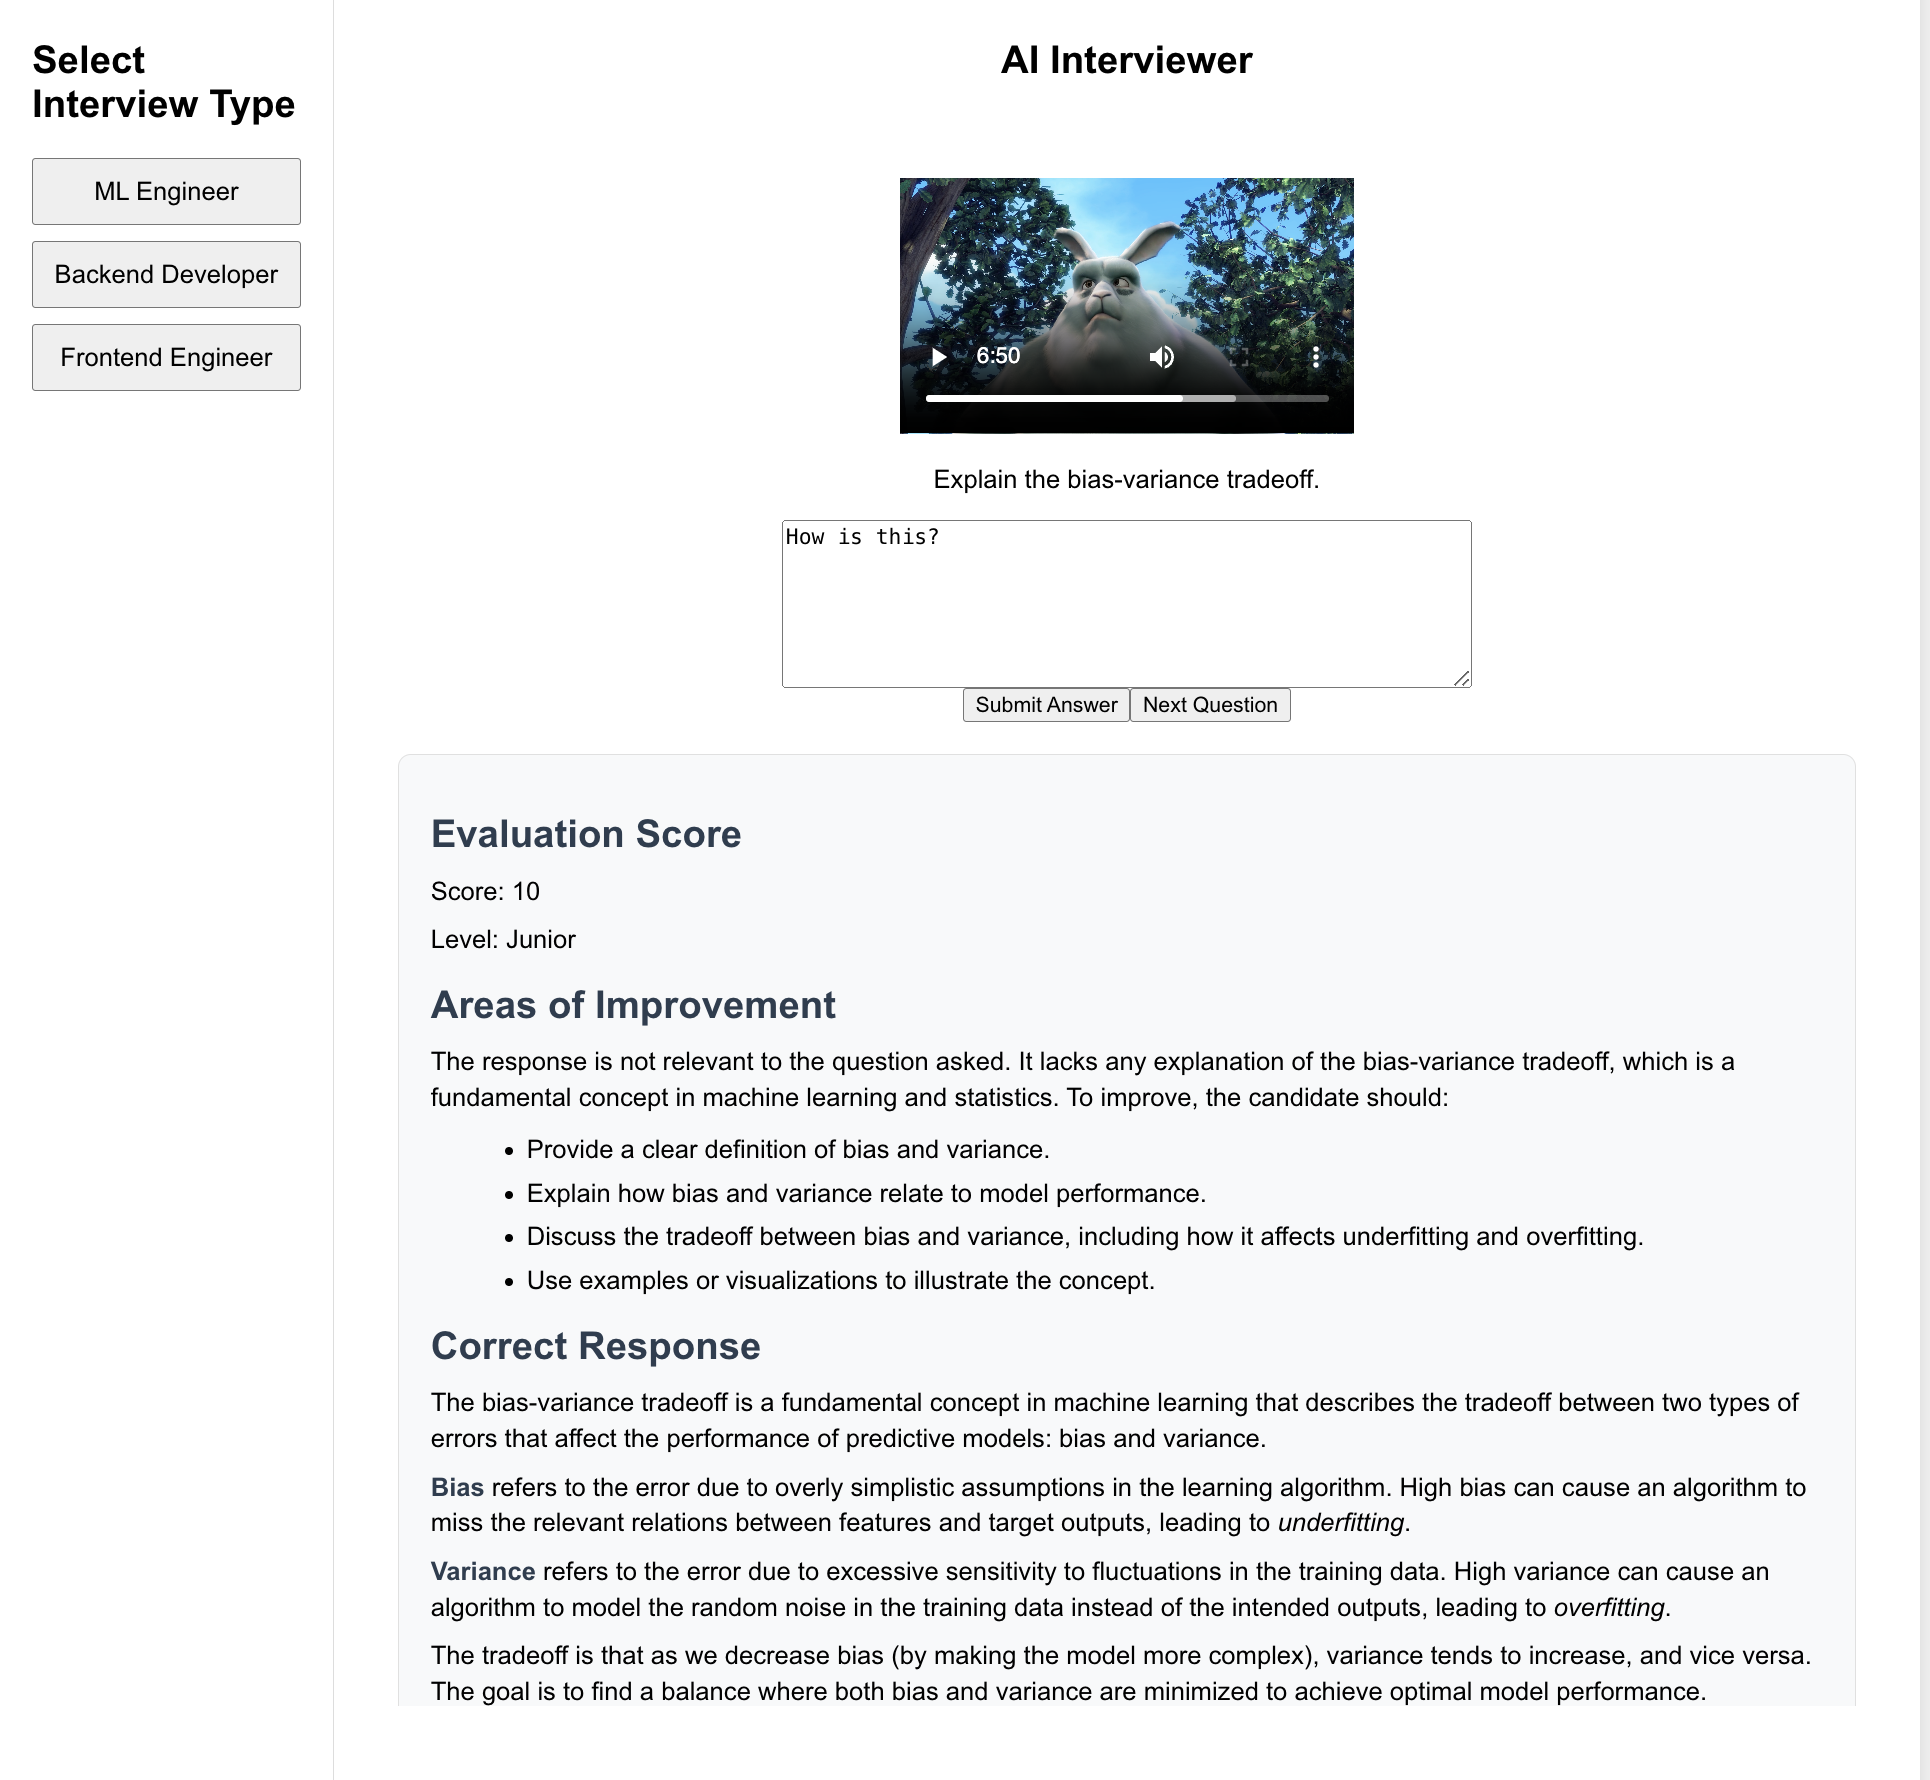 Select
Interview Type
ML Engineer
Backend Developer
Frontend Engineer
AI Interviewer
6:50
Explain the bias-variance tradeoff.
How is this?
Submit Answer
Next Question
Evaluation Score
Score: 10
Level: Junior
Areas of Improvement
The response is not relevant to the question asked. It lacks any explanation of the bias-variance tradeoff, which is a
fundamental concept in machine learning and statistics. To improve, the candidate should:
• Provide a clear definition of bias and variance.
• Explain how bias and variance relate to model performance.
• Discuss the tradeoff between bias and variance, including how it affects underfitting and overfitting.
• Use examples or visualizations to illustrate the concept.
Correct Response
The bias-variance tradeoff is a fundamental concept in machine learning that describes the tradeoff between two types of
errors that affect the performance of predictive models: bias and variance.
Bias refers to the error due to overly simplistic assumptions in the learning algorithm. High bias can cause an algorithm to
miss the relevant relations between features and target outputs, leading to underfitting.
Variance refers to the error due to excessive sensitivity to fluctuations in the training data. High variance can cause an
algorithm to model the random noise in the training data instead of the intended outputs, leading to overfitting.
The tradeoff is that as we decrease bias (by making the model more complex), variance tends to increase, and vice versa.
The goal is to find a balance where both bias and variance are minimized to achieve optimal model performance.